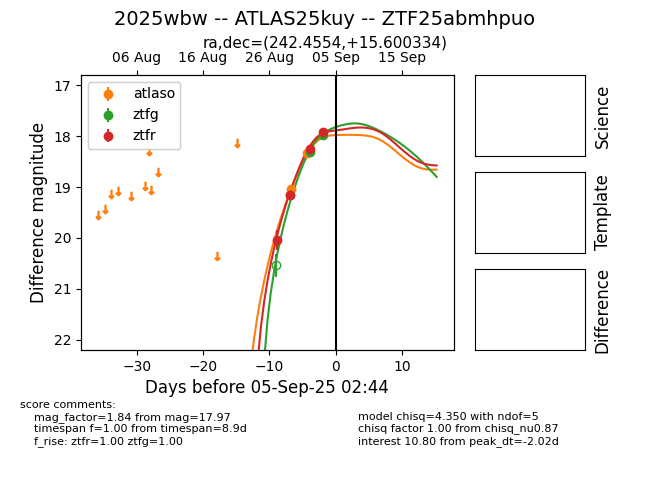 2025wbw -- ATLAS25kuy -- ZTF25abmhpuo
ra,dec=(242.4554,+15.600334)
06 Aug 16 Aug 26 Aug 05 Sep 15 Sep
atlaso
ztfg
ztfr
17
18
19
20
21
22
Difference magnitude
−30 −20 −10 0 10
Days before 05-Sep-25 02:44
Science
Template
Difference
score comments:
mag_factor=1.84 from mag=17.97
timespan f=1.00 from timespan=8.9d
f_rise: ztfr=1.00 ztfg=1.00
model chisq=4.350 with ndof=5
chisq factor 1.00 from chisq_nu0.87
interest 10.80 from peak_dt=-2.02d